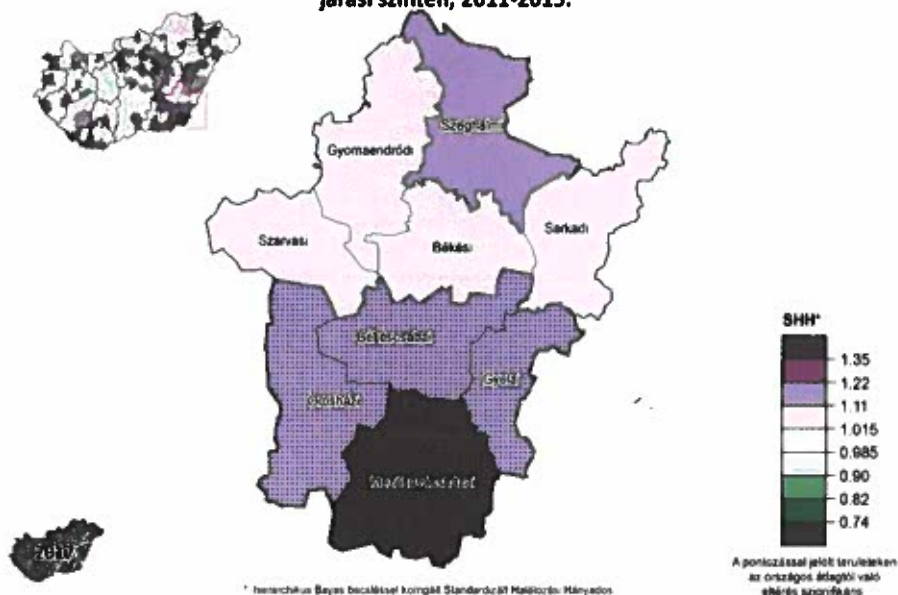 járási szinten, 2011-2015.
Szeghalmi
Gyomaendrődi
Sarkadi
Szarvasi
Békési
Békéscsabai
Gyulai
Orosházi
SHH*
1.35
1.22
1.11
1.015
0.985
0.90
0.82
0.74
A pontozással jelölt területeken
az országos átlagtól való
eltérés szignifikáns
* hierarchikus Bayes becsléssel korrigált Standardizált Halálozási Hányados